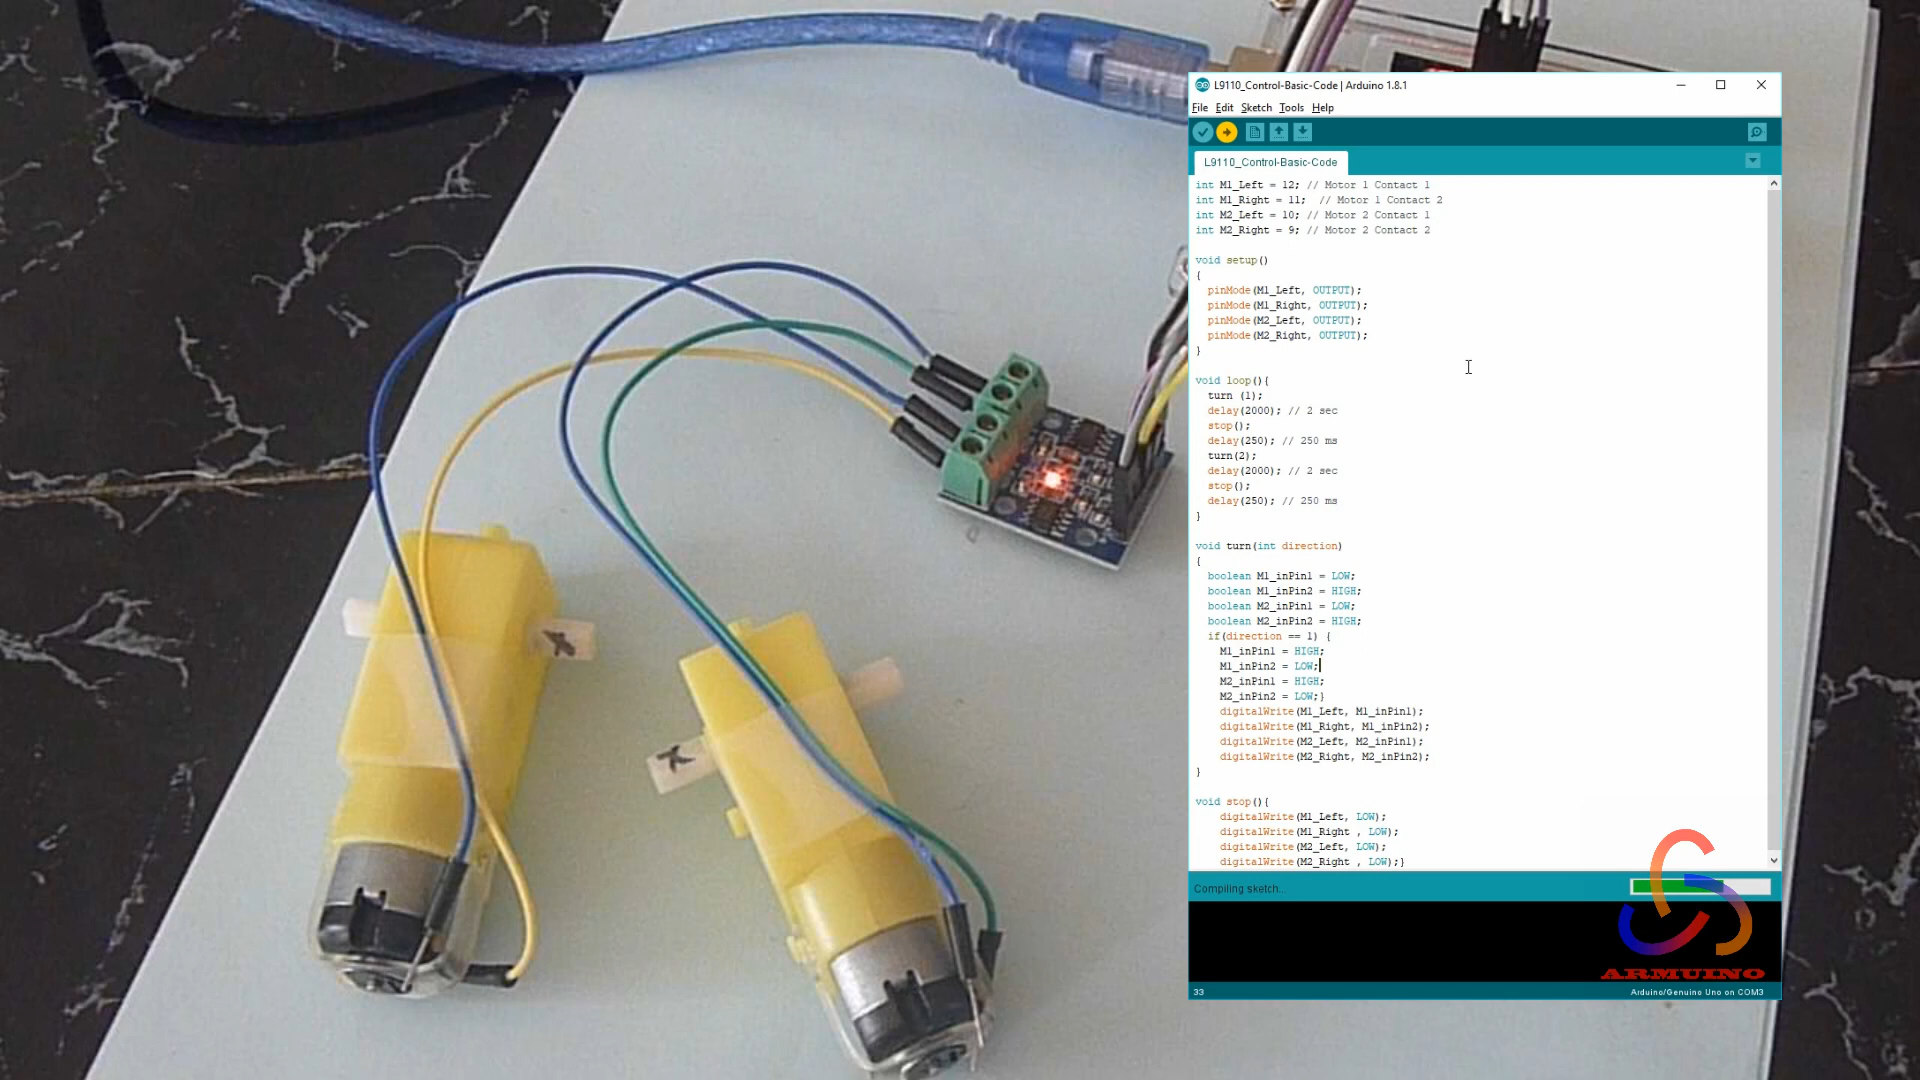 L9110_Control-Basic-Code | Arduino 1.8.1
File Edit Sketch Tools Help
L9110_Control-Basic-Code
int M1_Left = 12; // Motor 1 Contact 1
int M1_Right = 11;  // Motor 1 Contact 2
int M2_Left = 10; // Motor 2 Contact 1
int M2_Right = 9; // Motor 2 Contact 2
void setup()
{
pinMode(M1_Left, OUTPUT);
pinMode(M1_Right, OUTPUT);
pinMode(M2_Left, OUTPUT);
pinMode(M2_Right, OUTPUT);
}
void loop(){
turn (1);
delay(2000); // 2 sec
stop();
delay(250); // 250 ms
turn(2);
delay(2000); // 2 sec
stop();
delay(250); // 250 ms
}
void turn(int direction)
{
boolean M1_inPin1 = LOW;
boolean M1_inPin2 = HIGH;
boolean M2_inPin1 = LOW;
boolean M2_inPin2 = HIGH;
if(direction == 1) {
M1_inPin1 = HIGH;
M1_inPin2 = LOW;
M2_inPin1 = HIGH;
M2_inPin2 = LOW;}
digitalWrite(M1_Left, M1_inPin1);
digitalWrite(M1_Right, M1_inPin2);
digitalWrite(M2_Left, M2_inPin1);
digitalWrite(M2_Right, M2_inPin2);
}
void stop(){
digitalWrite(M1_Left, LOW);
digitalWrite(M1_Right , LOW);
digitalWrite(M2_Left, LOW);
digitalWrite(M2_Right , LOW);}
Compiling sketch...
ARMUINO
33
Arduino/Genuino Uno on COM3